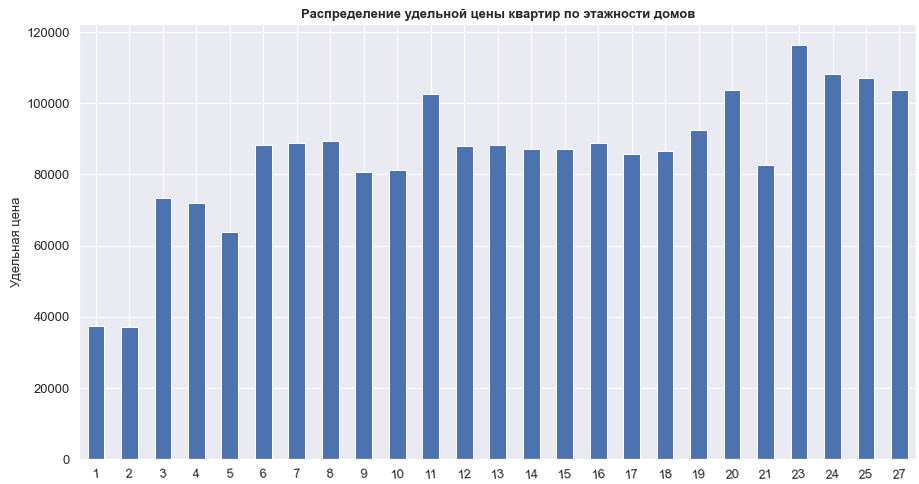 Распределение удельной цены квартир по этажности домов
Удельная цена
120000
100000
80000
60000
40000
20000
0
1 2 3 4 5 6 7 8 9 10 11 12 13 14 15 16 17 18 19 20 21 23 24 25 27